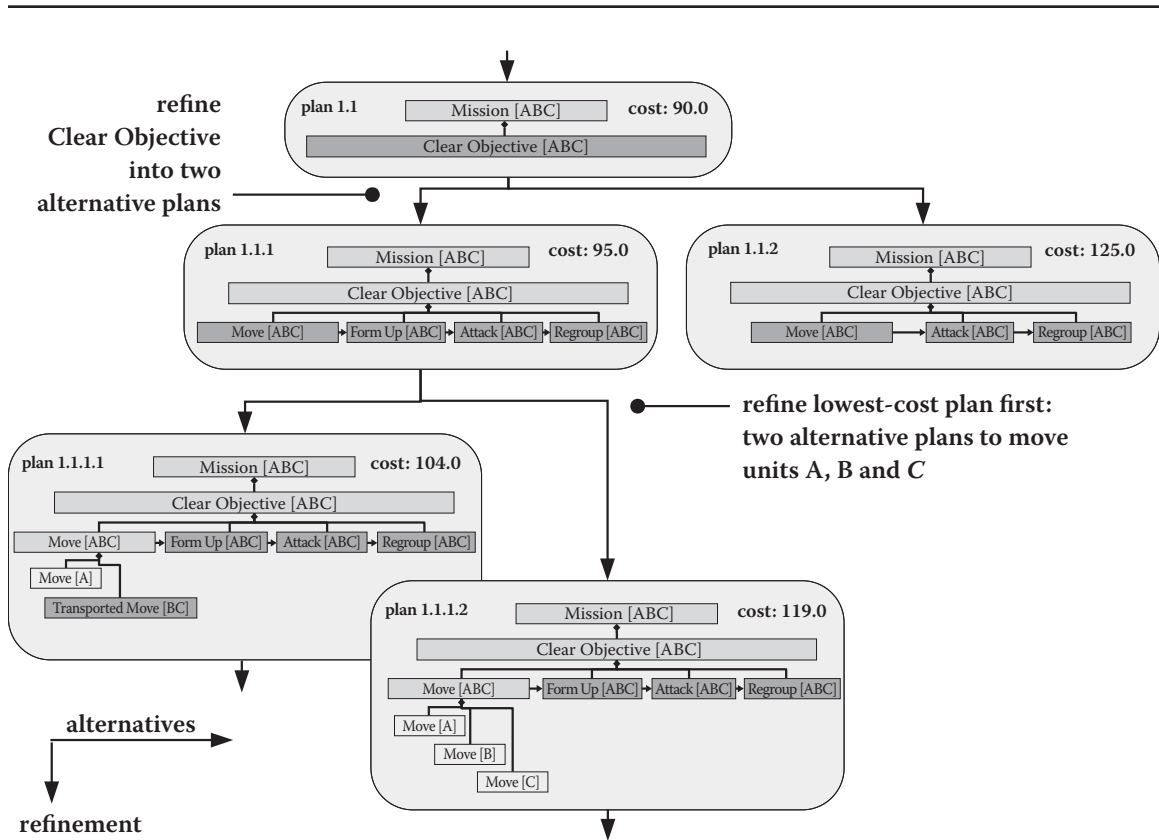 plan 1.1
Mission [ABC]
cost: 90.0
Clear Objective [ABC]
refine
Clear Objective
into two
alternative plans
plan 1.1.1
Mission [ABC]
cost: 95.0
Clear Objective [ABC]
Move [ABC]
Form Up [ABC]
Attack [ABC]
Regroup [ABC]
plan 1.1.2
Mission [ABC]
cost: 125.0
Clear Objective [ABC]
Move [ABC]
Attack [ABC]
Regroup [ABC]
refine lowest-cost plan first:
two alternative plans to move
units A, B and C
plan 1.1.1.1
Mission [ABC]
cost: 104.0
Clear Objective [ABC]
Move [ABC]
Form Up [ABC]
Attack [ABC]
Regroup [ABC]
Move [A]
Transported Move [BC]
plan 1.1.1.2
Mission [ABC]
cost: 119.0
Clear Objective [ABC]
Move [ABC]
Form Up [ABC]
Attack [ABC]
Regroup [ABC]
Move [A]
Move [B]
Move [C]
alternatives
refinement